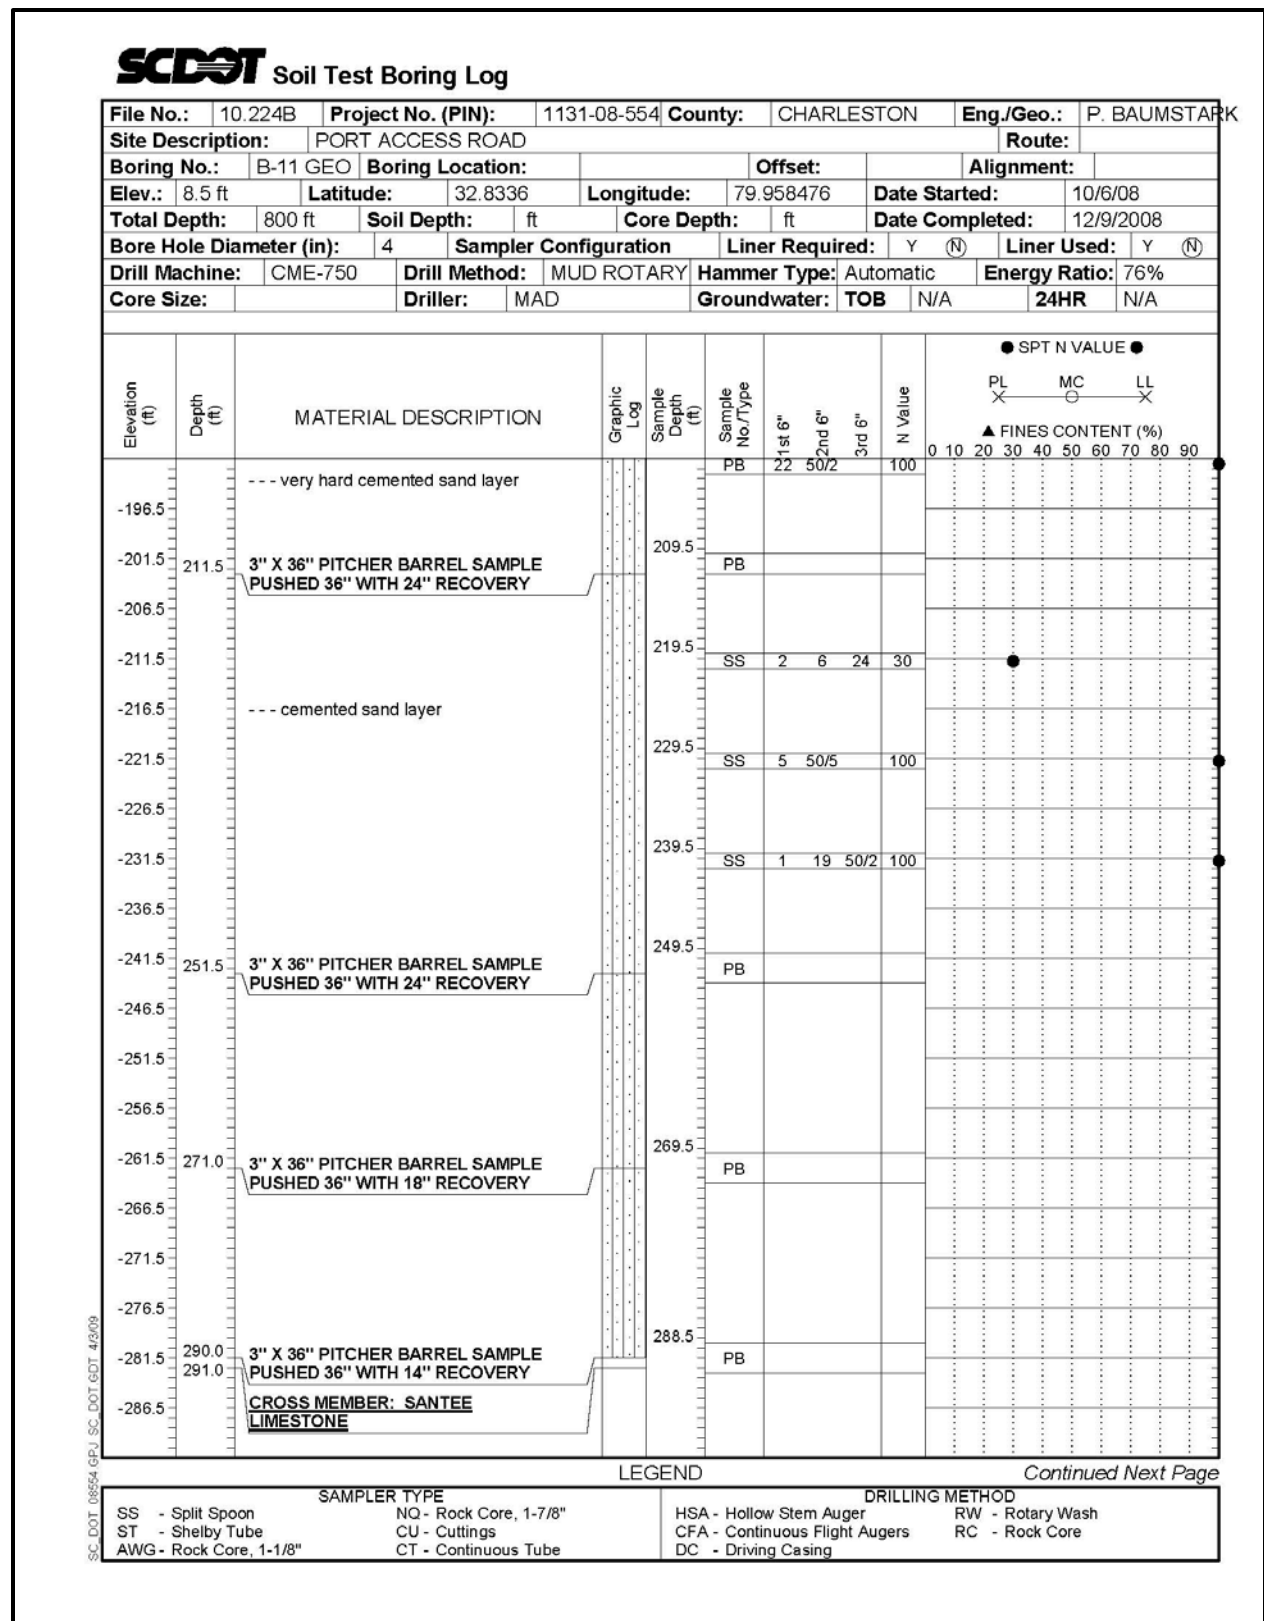 SCDOT Soil Test Boring Log
File No.: 10.224B Project No. (PIN): 1131-08-554 County: CHARLESTON Eng./Geo.: P. BAUMSTARK
Site Description: PORT ACCESS ROAD Route:
Boring No.: B-11 GEO Boring Location: Offset: Alignment:
Elev.: 8.5 ft Latitude: 32.8336 Longitude: 79.958476 Date Started: 10/6/08
Total Depth: 800 ft Soil Depth: ft Core Depth: ft Date Completed: 12/9/2008
Bore Hole Diameter (in): 4 Sampler Configuration Liner Required: Y N Liner Used: Y N
Drill Machine: CME-750 Drill Method: MUD ROTARY Hammer Type: Automatic Energy Ratio: 76%
Core Size: Driller: MAD Groundwater: TOB N/A 24HR N/A
Elevation (ft) Depth (ft) MATERIAL DESCRIPTION Graphic Log Sample Depth (ft) Sample No./Type 1st 6" 2nd 6" 3rd 6" N Value
● SPT N VALUE ●
PL MC LL
▲ FINES CONTENT (%)
0 10 20 30 40 50 60 70 80 90
PB 22 50/2 100
- - - very hard cemented sand layer
-196.5
209.5
-201.5 211.5 3" X 36" PITCHER BARREL SAMPLE PB
PUSHED 36" WITH 24" RECOVERY
-206.5
219.5
-211.5 SS 2 6 24 30
-216.5 - - - cemented sand layer
229.5
-221.5 SS 5 50/5 100
-226.5
239.5
-231.5 SS 1 19 50/2 100
-236.5
249.5
-241.5 251.5 3" X 36" PITCHER BARREL SAMPLE PB
PUSHED 36" WITH 24" RECOVERY
-246.5
-251.5
-256.5
269.5
-261.5 271.0 3" X 36" PITCHER BARREL SAMPLE PB
PUSHED 36" WITH 18" RECOVERY
-266.5
-271.5
-276.5
288.5
-281.5 290.0 3" X 36" PITCHER BARREL SAMPLE PB
291.0 PUSHED 36" WITH 14" RECOVERY
-286.5 CROSS MEMBER: SANTEE
LIMESTONE
LEGEND Continued Next Page
SAMPLER TYPE DRILLING METHOD
SS - Split Spoon NQ - Rock Core, 1-7/8" HSA - Hollow Stem Auger RW - Rotary Wash
ST - Shelby Tube CU - Cuttings CFA - Continuous Flight Augers RC - Rock Core
AWG - Rock Core, 1-1/8" CT - Continuous Tube DC - Driving Casing
SC_DOT 08554.GPJ SC_DOT.GDT 4/3/09